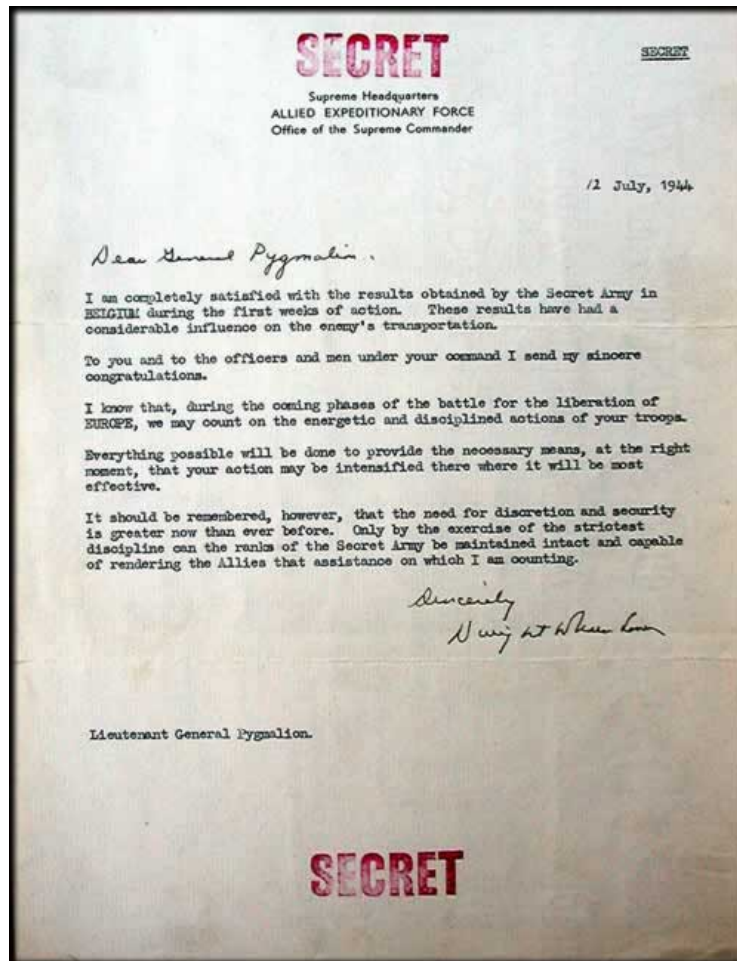 SECRET
SECRET
Supreme Headquarters
ALLIED EXPEDITIONARY FORCE
Office of the Supreme Commander
12 July, 1944
Dear General Pygmalion.
I am completely satisfied with the results obtained by the Secret Army in
BELGIUM during the first weeks of action. These results have had a
considerable influence on the enemy's transportation.
To you and to the officers and men under your command I send my sincere
congratulations.
I know that, during the coming phases of the battle for the liberation of
EUROPE, we may count on the energetic and disciplined actions of your troops.
Everything possible will be done to provide the necessary means, at the right
moment, that your action may be intensified there where it will be most
effective.
It should be remembered, however, that the need for discretion and security
is greater now than ever before. Only by the exercise of the strictest
discipline can the ranks of the Secret Army be maintained intact and capable
of rendering the Allies that assistance on which I am counting.
Sincerely
Dwight D Eisenhower
Lieutenant General Pygmalion.
SECRET